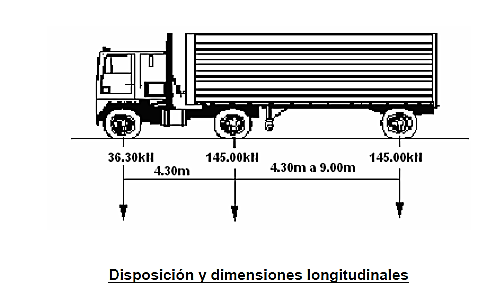 36.30kN 145.00kN 145.00kN
4.30m 4.30m a 9.00m
Disposición y dimensiones longitudinales